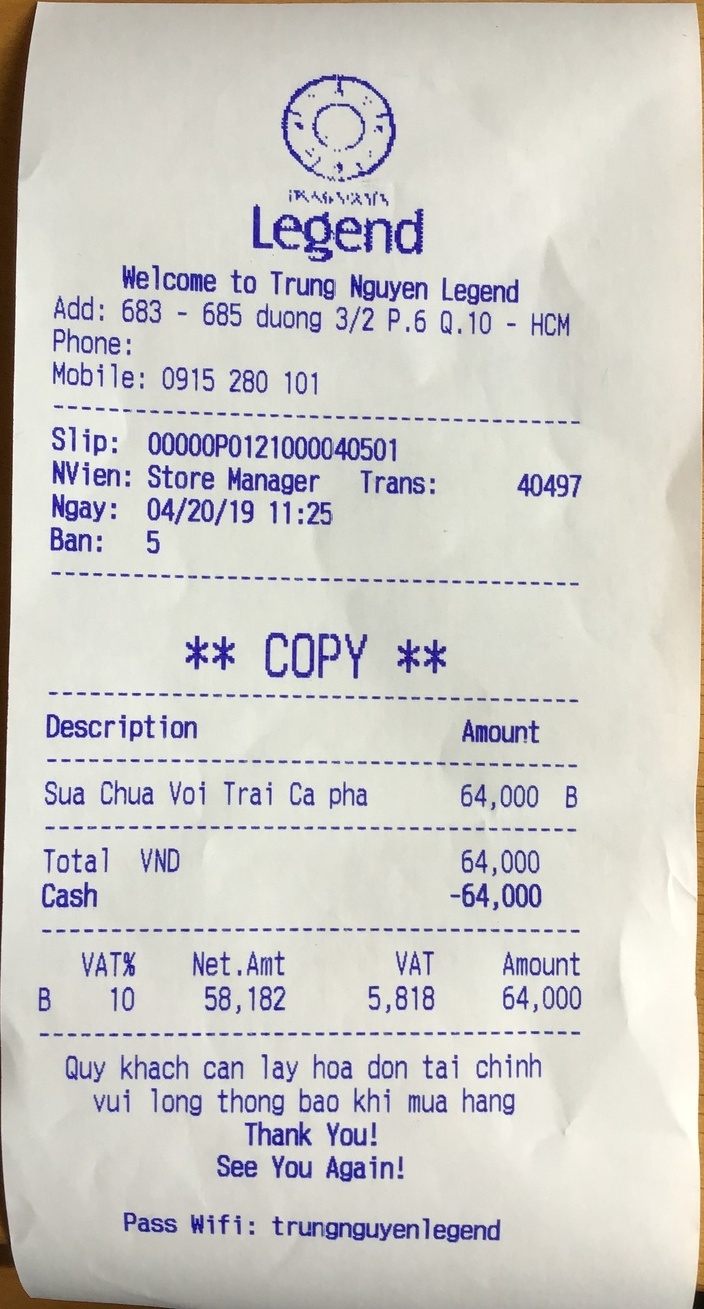 Legend
Welcome to Trung Nguyen Legend
Add: 683 - 685 duong 3/2 P.6 Q.10 - HCM
Phone:
Mobile: 0915 280 101
Slip: 00000P0121000040501
NVien: Store Manager Trans: 40497
Ngay: 04/20/19 11:25
Ban: 5
** COPY **
Description Amount
Sua Chua Voi Trai Ca pha 64,000 B
Total VND 64,000
Cash -64,000
VAT% Net.Amt VAT Amount
B 10 58,182 5,818 64,000
Quy khach can lay hoa don tai chinh
vui long thong bao khi mua hang
Thank You!
See You Again!
Pass Wifi: trungnguyenlegend